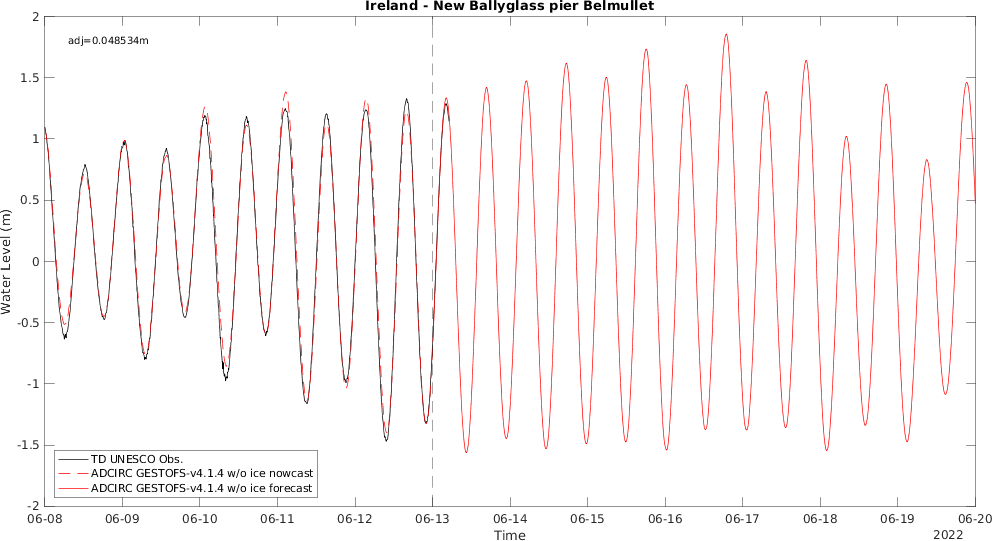 Ireland - New Ballyglass pier Belmullet
adj=0.048534m
2
1.5
1
0.5
0
-0.5
-1
-1.5
-2
Water Level (m)
TD UNESCO Obs.
ADCIRC GESTOFS-v4.1.4 w/o ice nowcast
ADCIRC GESTOFS-v4.1.4 w/o ice forecast
06-08 06-09 06-10 06-11 06-12 06-13 06-14 06-15 06-16 06-17 06-18 06-19 06-20
Time
2022